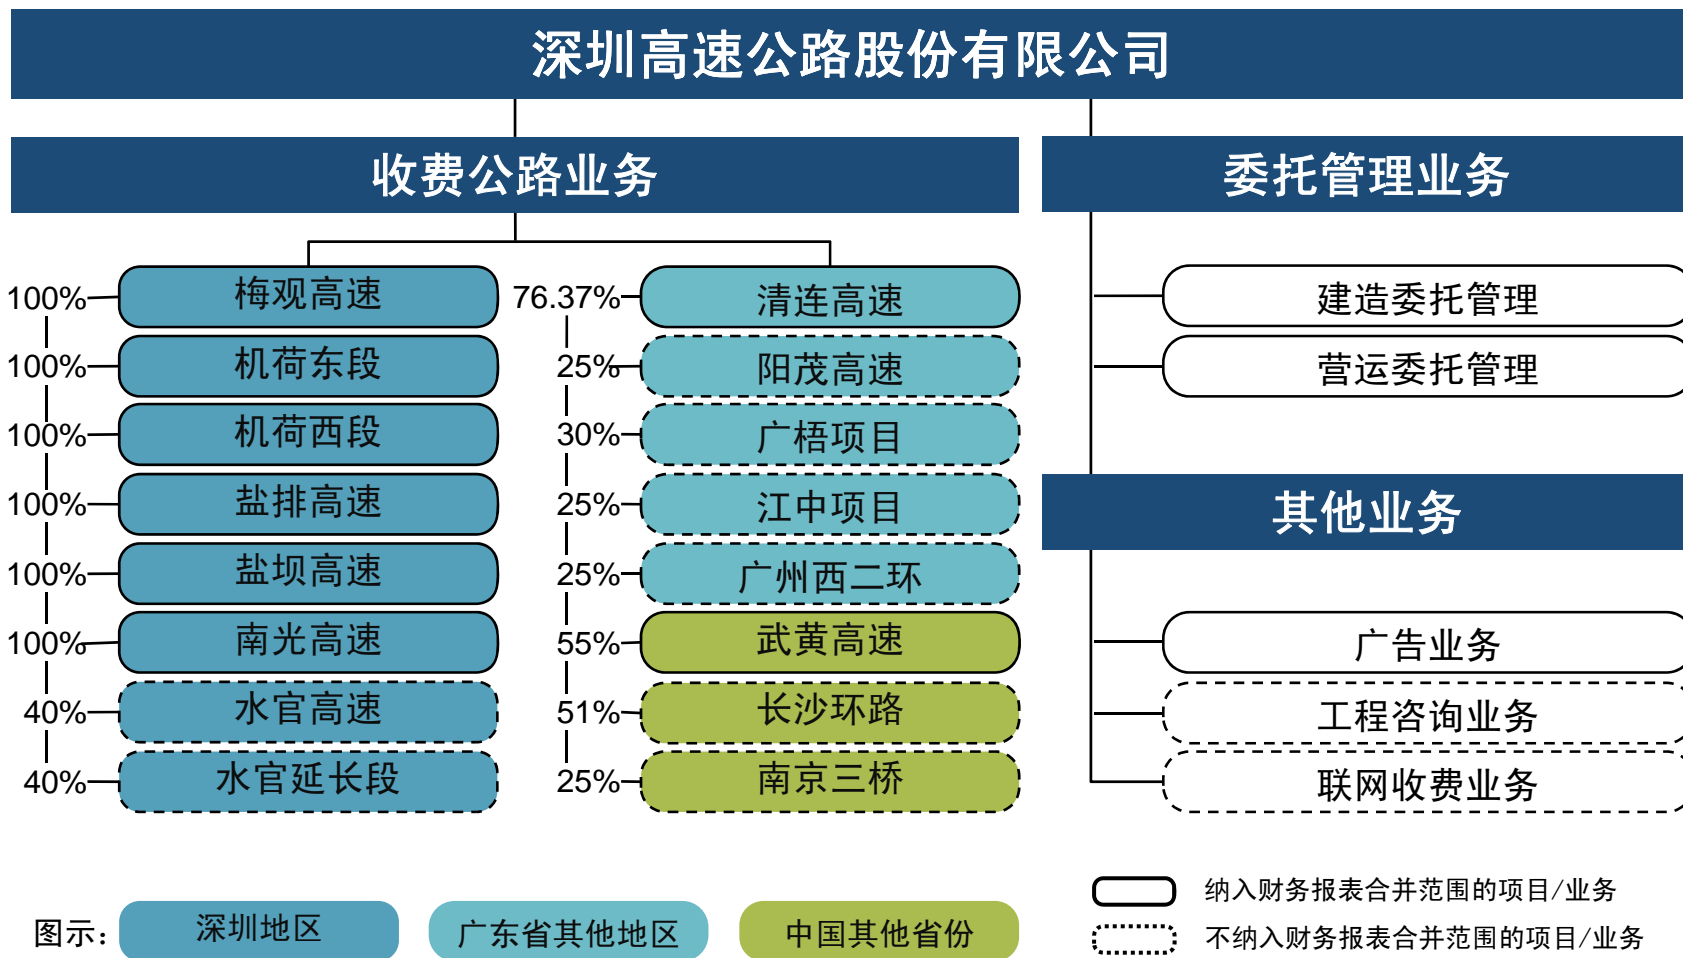 深圳高速公路股份有限公司
收费公路业务
委托管理业务
100% 梅观高速
76.37% 清连高速
建造委托管理
100% 机荷东段
25% 阳茂高速
营运委托管理
100% 机荷西段
30% 广梧项目
100% 盐排高速
25% 江中项目
其他业务
100% 盐坝高速
25% 广州西二环
100% 南光高速
55% 武黄高速
广告业务
40% 水官高速
51% 长沙环路
工程咨询业务
40% 水官延长段
25% 南京三桥
联网收费业务
图示：
深圳地区
广东省其他地区
中国其他省份
纳入财务报表合并范围的项目/业务
不纳入财务报表合并范围的项目/业务